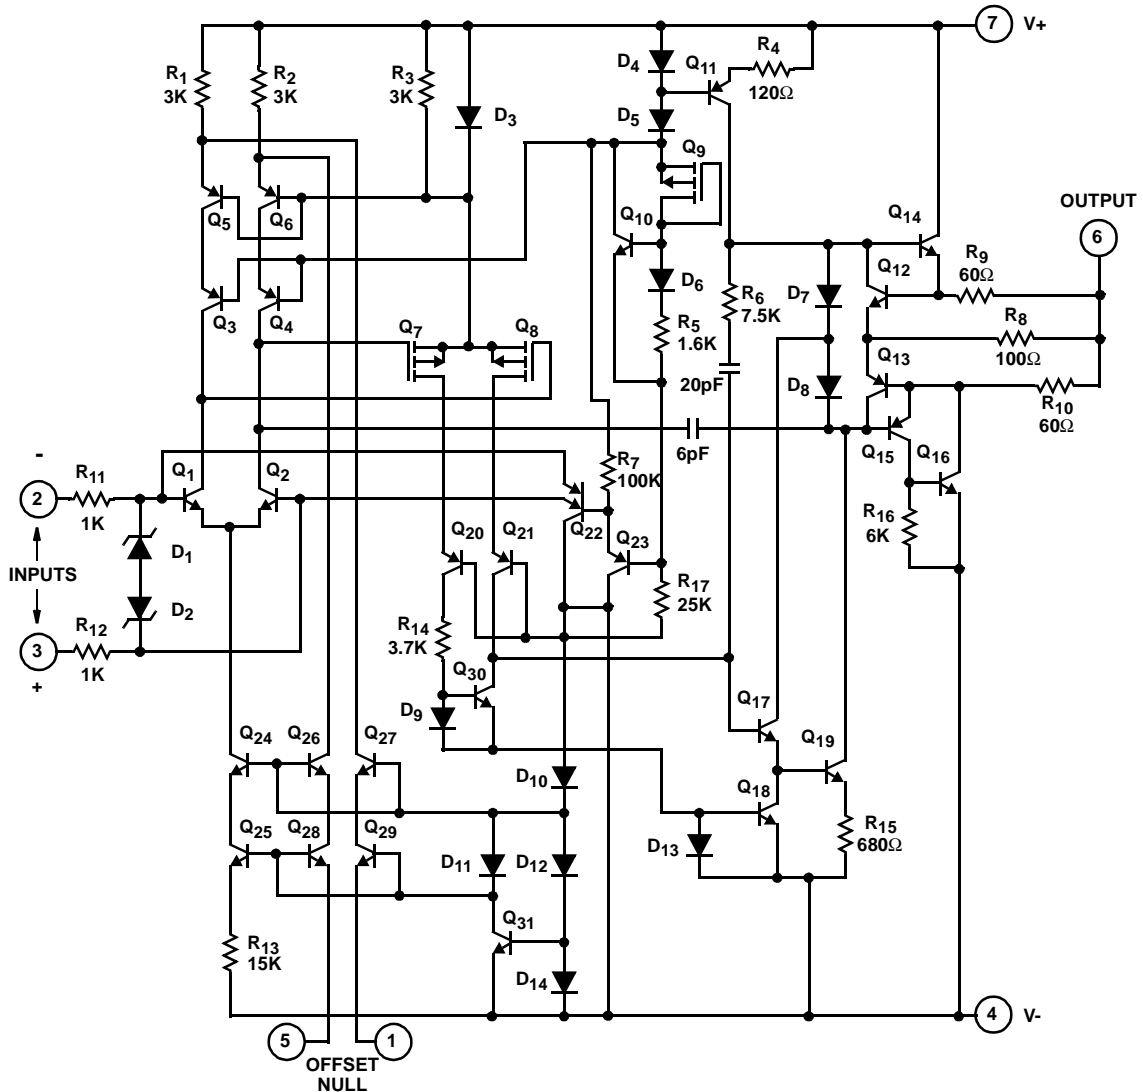 7 V+
R4
120Ω
R1
3K
R2
3K
R3
3K
D3
D4
Q11
D5
Q9
Q5
Q6
Q10
Q14
OUTPUT
6
Q3
Q4
D6
R6
7.5K
D7
Q12
R9
60Ω
Q7
Q8
R5
1.6K
R8
100Ω
20pF
D8
Q13
R10
60Ω
6pF
Q15
Q16
-
2
R11
1K
Q1
Q2
R7
100K
Q22
R16
6K
INPUTS
D1
D2
Q20
Q21
Q23
R17
25K
3
+
R12
1K
R14
3.7K
Q30
D9
Q17
Q19
Q24
Q26
Q27
D10
Q18
R15
680Ω
Q25
Q28
Q29
D11
D12
D13
R13
15K
Q31
D14
4 V-
5
1
OFFSET
NULL